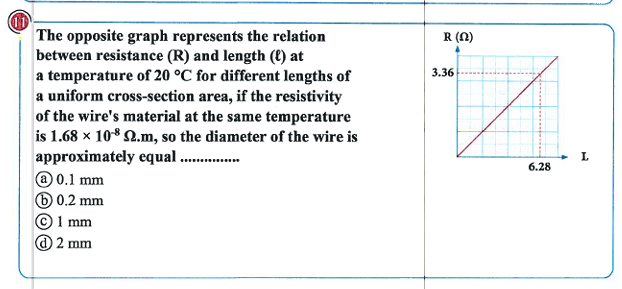 11
The opposite graph represents the relation
between resistance (R) and length (ℓ) at
a temperature of 20 °C for different lengths of
a uniform cross-section area, if the resistivity
of the wire's material at the same temperature
is 1.68 × 10⁻⁸ Ω.m, so the diameter of the wire is
approximately equal ...............
ⓐ 0.1 mm
ⓑ 0.2 mm
ⓒ 1 mm
ⓓ 2 mm
R (Ω)
3.36
6.28
L